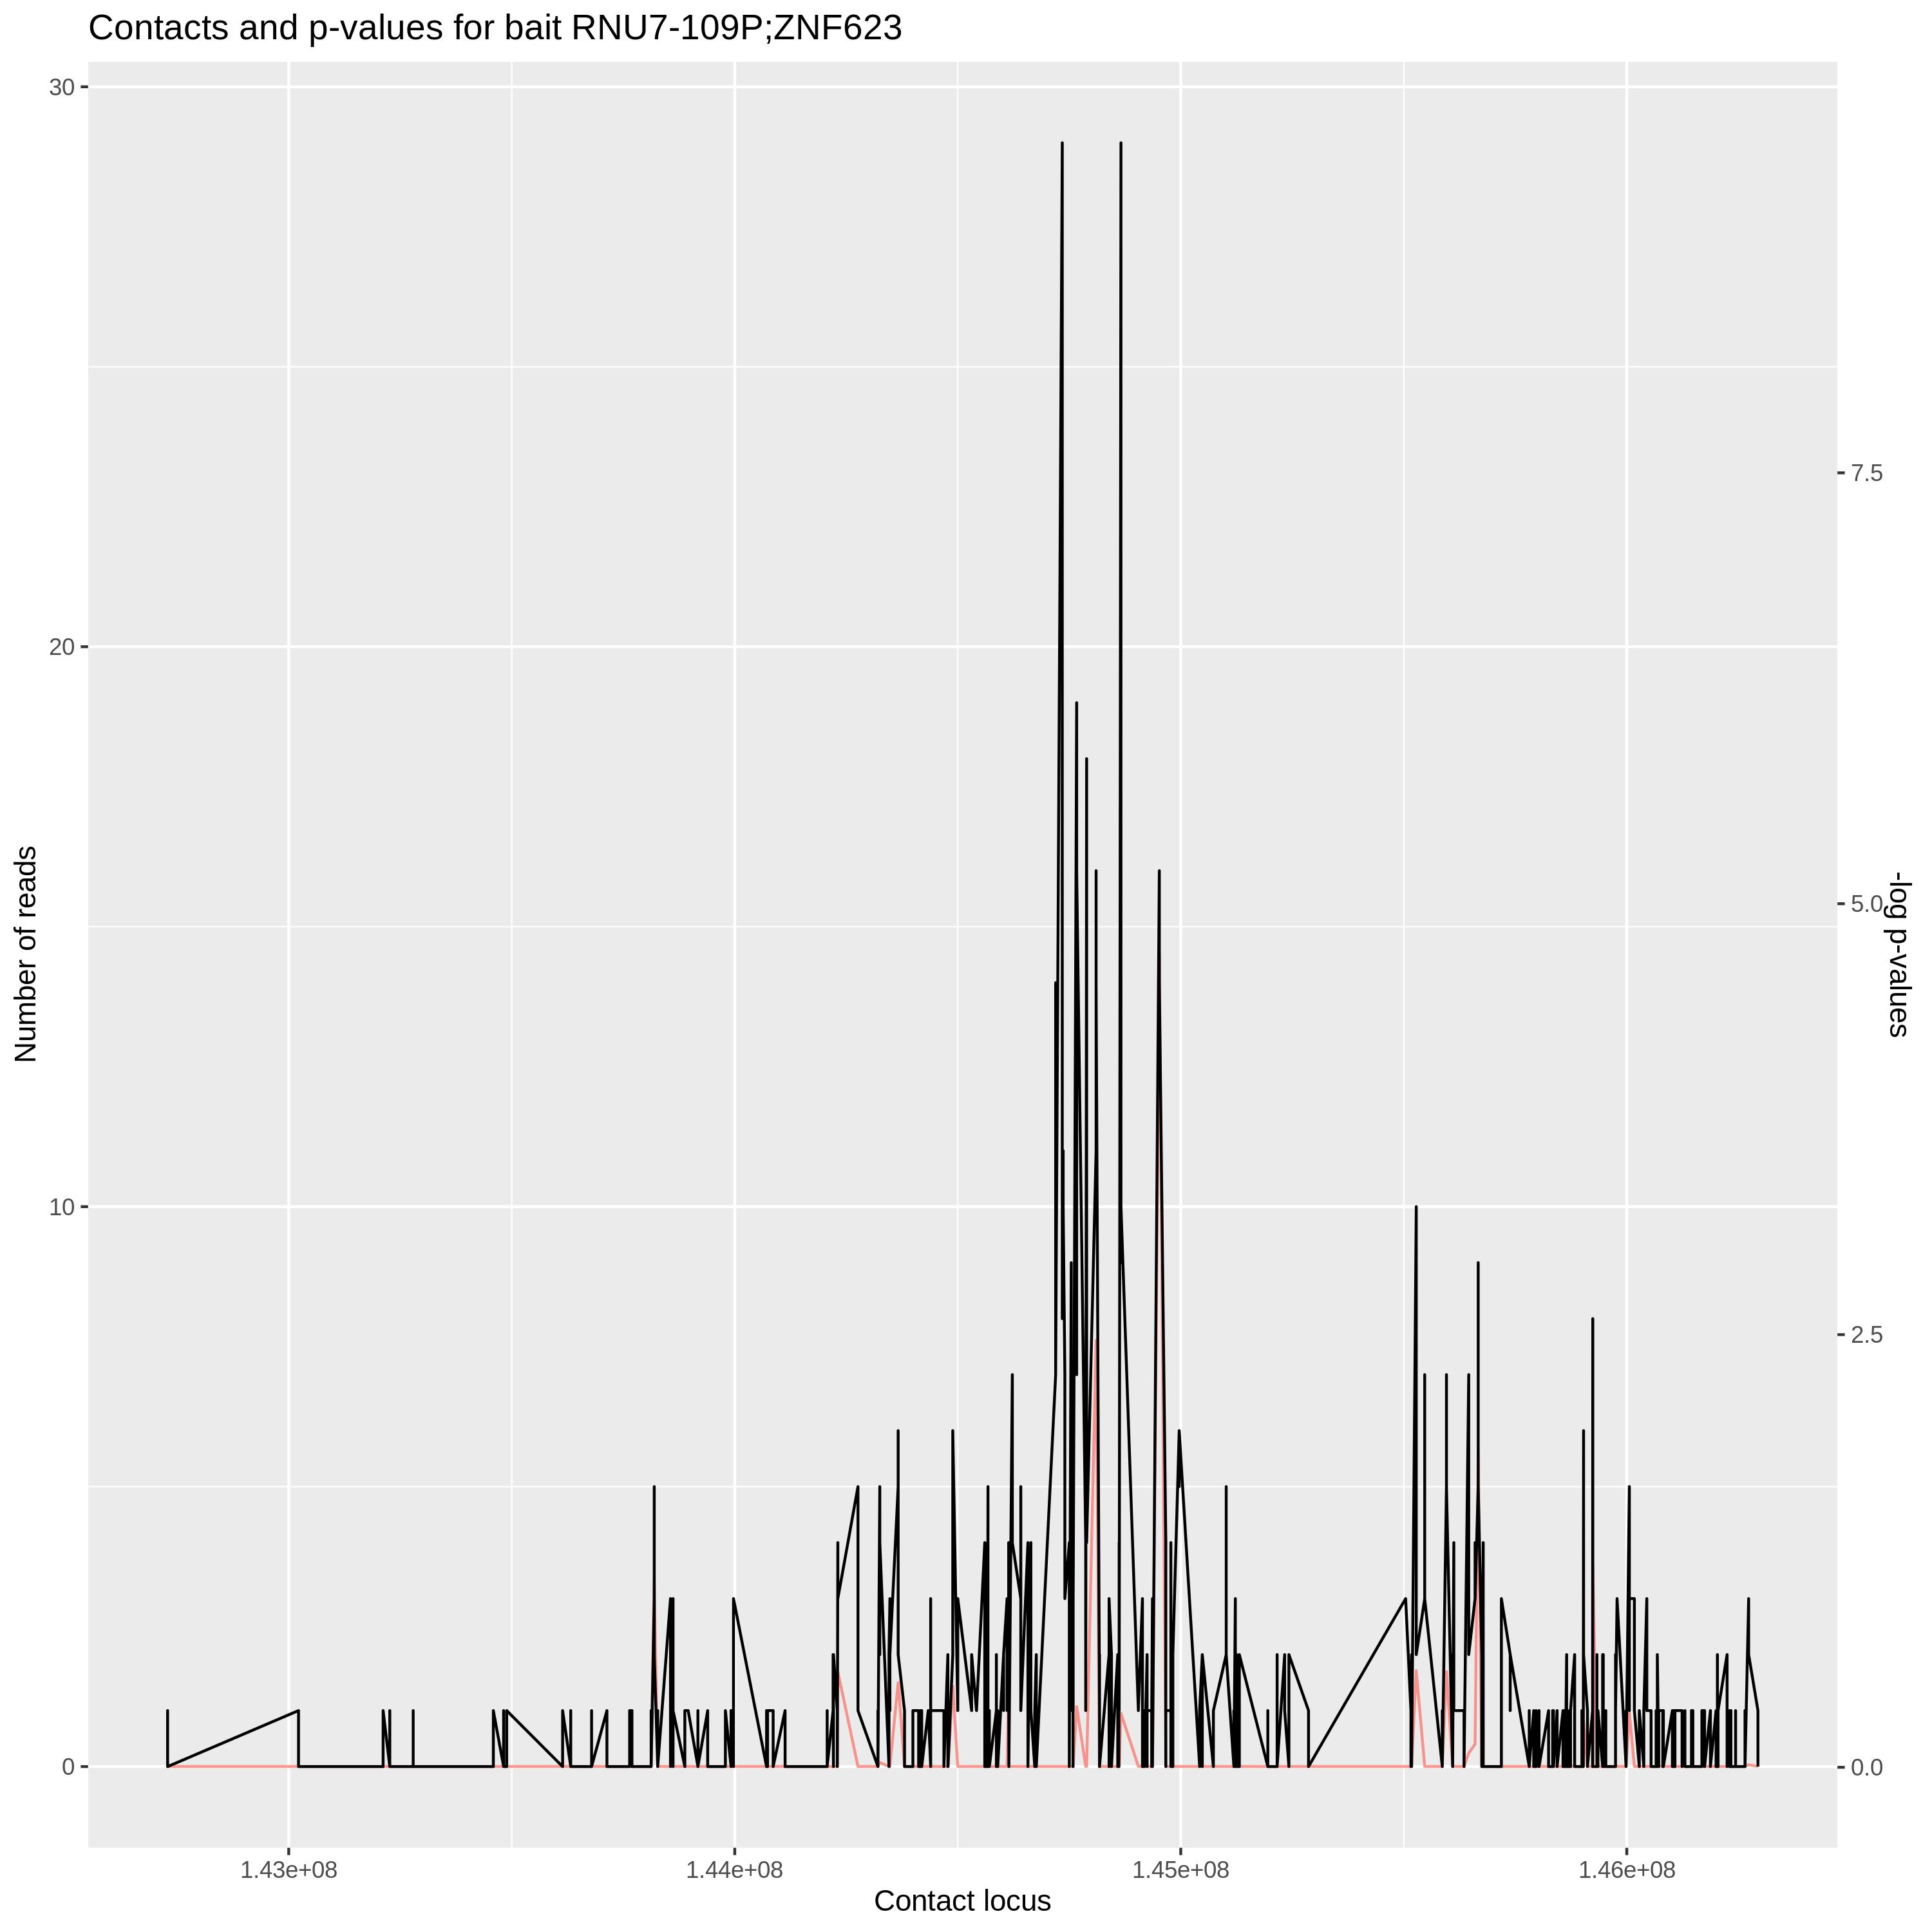 Contacts and p-values for bait RNU7-109P;ZNF623
30
20
10
0
Number of reads
7.5
5.0
2.5
0.0
-log p-values
1.43e+08
1.44e+08
1.45e+08
1.46e+08
Contact locus